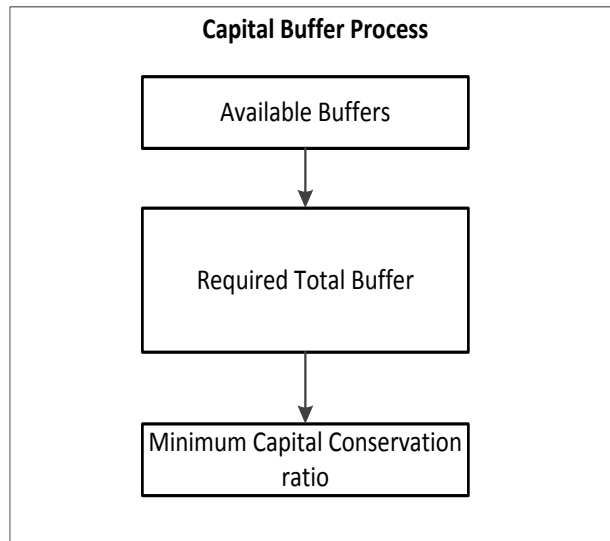 Capital Buffer Process
Available Buffers
Required Total Buffer
Minimum Capital Conservation
ratio